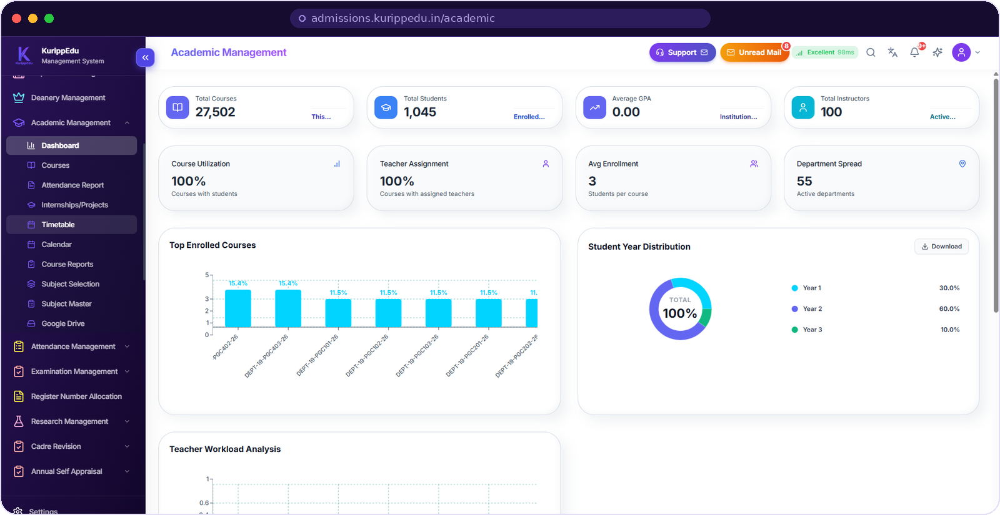 admissions.kurippedu.in/academic
KurippEdu
Management System
KurippEdu
Academic Management
Support
Unread Mail
8
Excellent 98ms
9+
Deanery Management
Academic Management
Dashboard
Courses
Attendance Report
Internships/Projects
Timetable
Calendar
Course Reports
Subject Selection
Subject Master
Google Drive
Attendance Management
Examination Management
Register Number Allocation
Research Management
Cadre Revision
Annual Self Appraisal
Settings
Total Courses
27,502
This...
Total Students
1,045
Enrolled...
Average GPA
0.00
Institution...
Total Instructors
100
Active...
Course Utilization
100%
Courses with students
Teacher Assignment
100%
Courses with assigned teachers
Avg Enrollment
3
Students per course
Department Spread
55
Active departments
Top Enrolled Courses
5
3
2
1
0
15.4%
15.4%
11.5%
11.5%
11.5%
11.5%
11.
-PGC402-26
DEPT-19-PGC403-26
DEPT-19-PGC101-26
DEPT-19-PGC102-26
DEPT-19-PGC103-26
DEPT-19-PGC201-26
DEPT-19-PGC202-26
Student Year Distribution
Download
TOTAL
100%
Year 1 30.0%
Year 2 60.0%
Year 3 10.0%
Teacher Workload Analysis
1
0.6